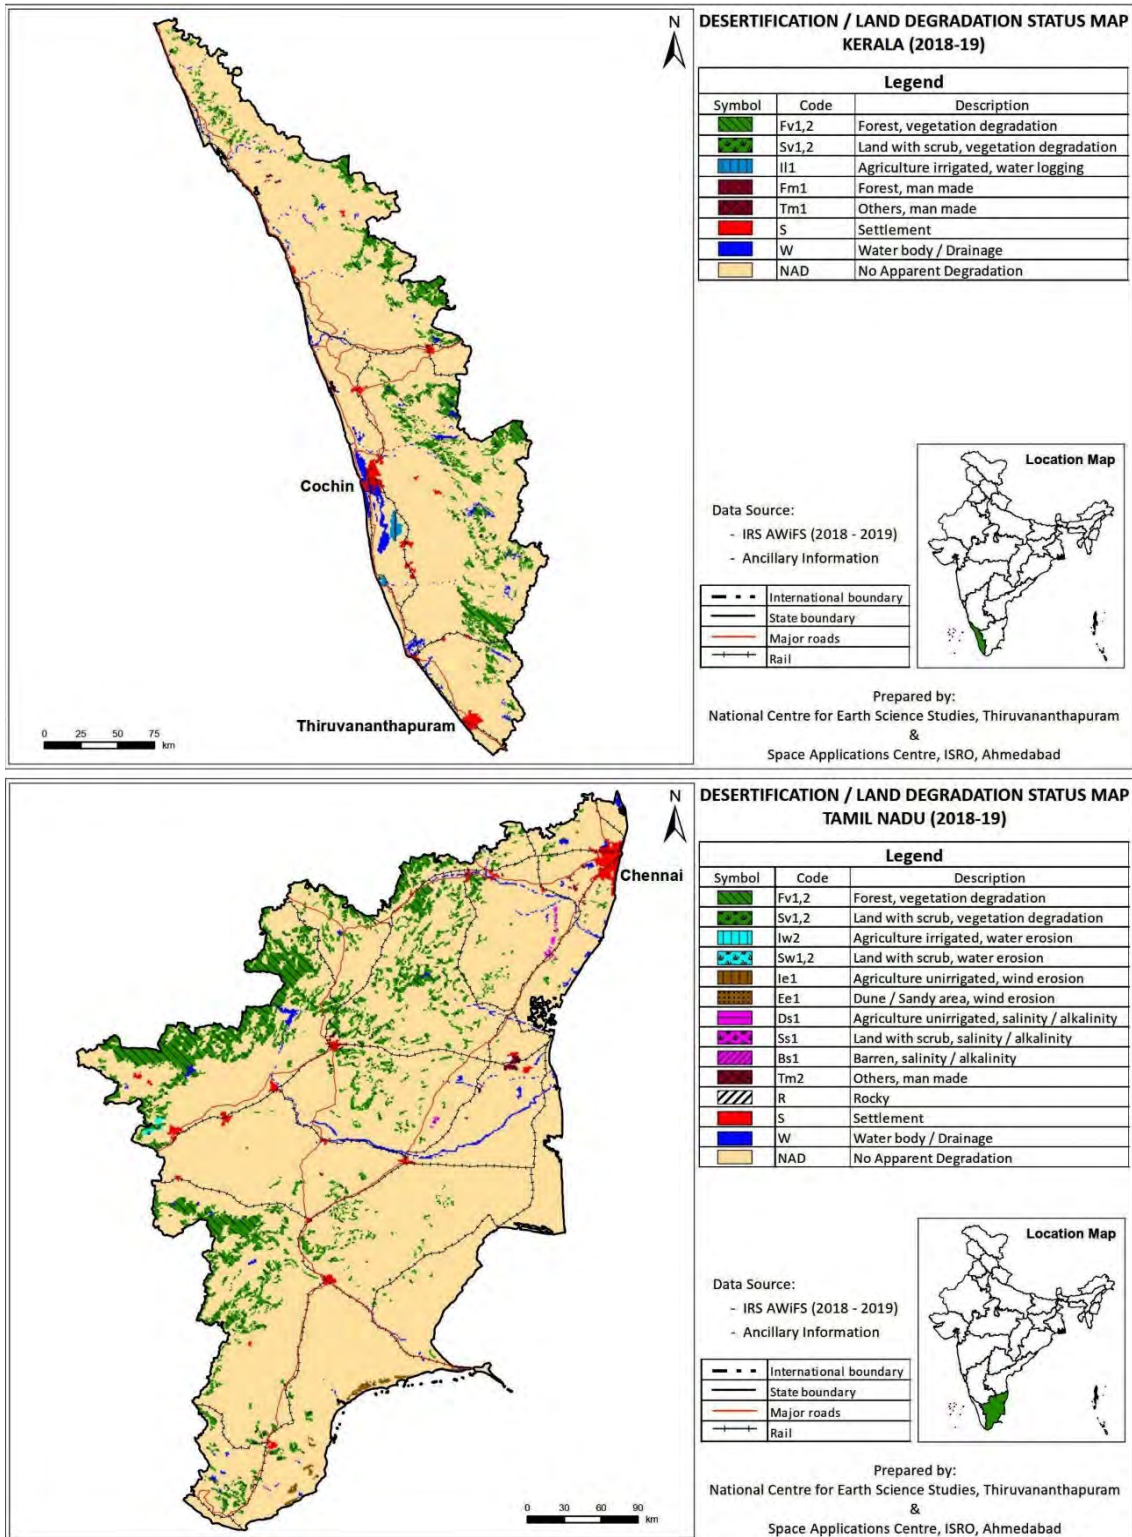 N
DESERTIFICATION / LAND DEGRADATION STATUS MAP
KERALA (2018-19)
Legend
Symbol Code Description
Fv1,2 Forest, vegetation degradation
Sv1,2 Land with scrub, vegetation degradation
Il1 Agriculture irrigated, water logging
Fm1 Forest, man made
Tm1 Others, man made
S Settlement
W Water body / Drainage
NAD No Apparent Degradation
Cochin
Thiruvananthapuram
0 25 50 75
km
Location Map
Data Source:
- IRS AWiFS (2018 - 2019)
- Ancillary Information
International boundary
State boundary
Major roads
Rail
Prepared by:
National Centre for Earth Science Studies, Thiruvananthapuram
&
Space Applications Centre, ISRO, Ahmedabad
N
DESERTIFICATION / LAND DEGRADATION STATUS MAP
TAMIL NADU (2018-19)
Legend
Symbol Code Description
Fv1,2 Forest, vegetation degradation
Sv1,2 Land with scrub, vegetation degradation
Iw2 Agriculture irrigated, water erosion
Sw1,2 Land with scrub, water erosion
Ie1 Agriculture unirrigated, wind erosion
Ee1 Dune / Sandy area, wind erosion
Ds1 Agriculture unirrigated, salinity / alkalinity
Ss1 Land with scrub, salinity / alkalinity
Bs1 Barren, salinity / alkalinity
Tm2 Others, man made
R Rocky
S Settlement
W Water body / Drainage
NAD No Apparent Degradation
Chennai
0 30 60 90
km
Location Map
Data Source:
- IRS AWiFS (2018 - 2019)
- Ancillary Information
International boundary
State boundary
Major roads
Rail
Prepared by:
National Centre for Earth Science Studies, Thiruvananthapuram
&
Space Applications Centre, ISRO, Ahmedabad